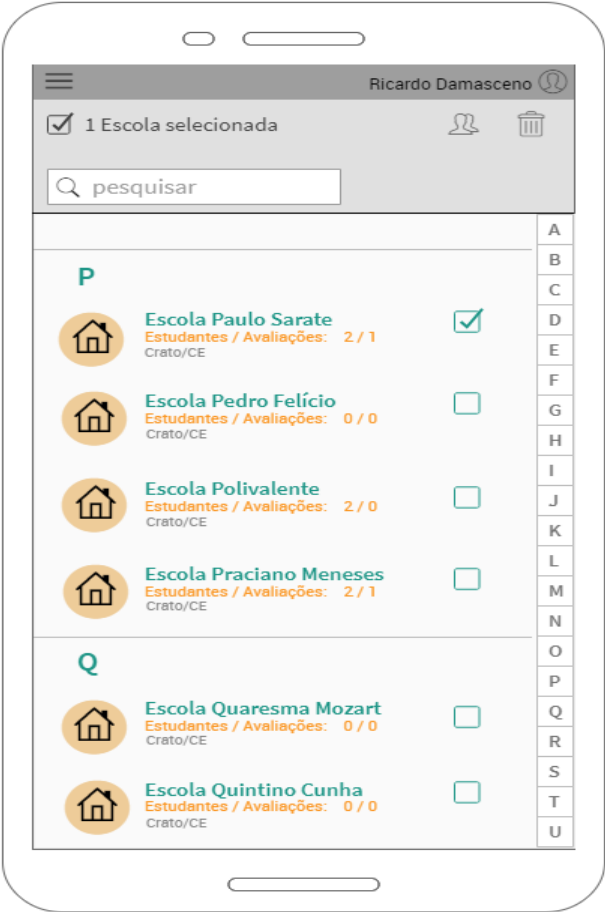 Ricardo Damasceno
1 Escola selecionada
pesquisar
P
Escola Paulo Sarate
Estudantes / Avaliações: 2 / 1
Crato/CE
Escola Pedro Felício
Estudantes / Avaliações: 0 / 0
Crato/CE
Escola Polivalente
Estudantes / Avaliações: 2 / 0
Crato/CE
Escola Praciano Meneses
Estudantes / Avaliações: 2 / 1
Crato/CE
Q
Escola Quaresma Mozart
Estudantes / Avaliações: 0 / 0
Crato/CE
Escola Quintino Cunha
Estudantes / Avaliações: 0 / 0
Crato/CE
A
B
C
D
E
F
G
H
I
J
K
L
M
N
O
P
Q
R
S
T
U